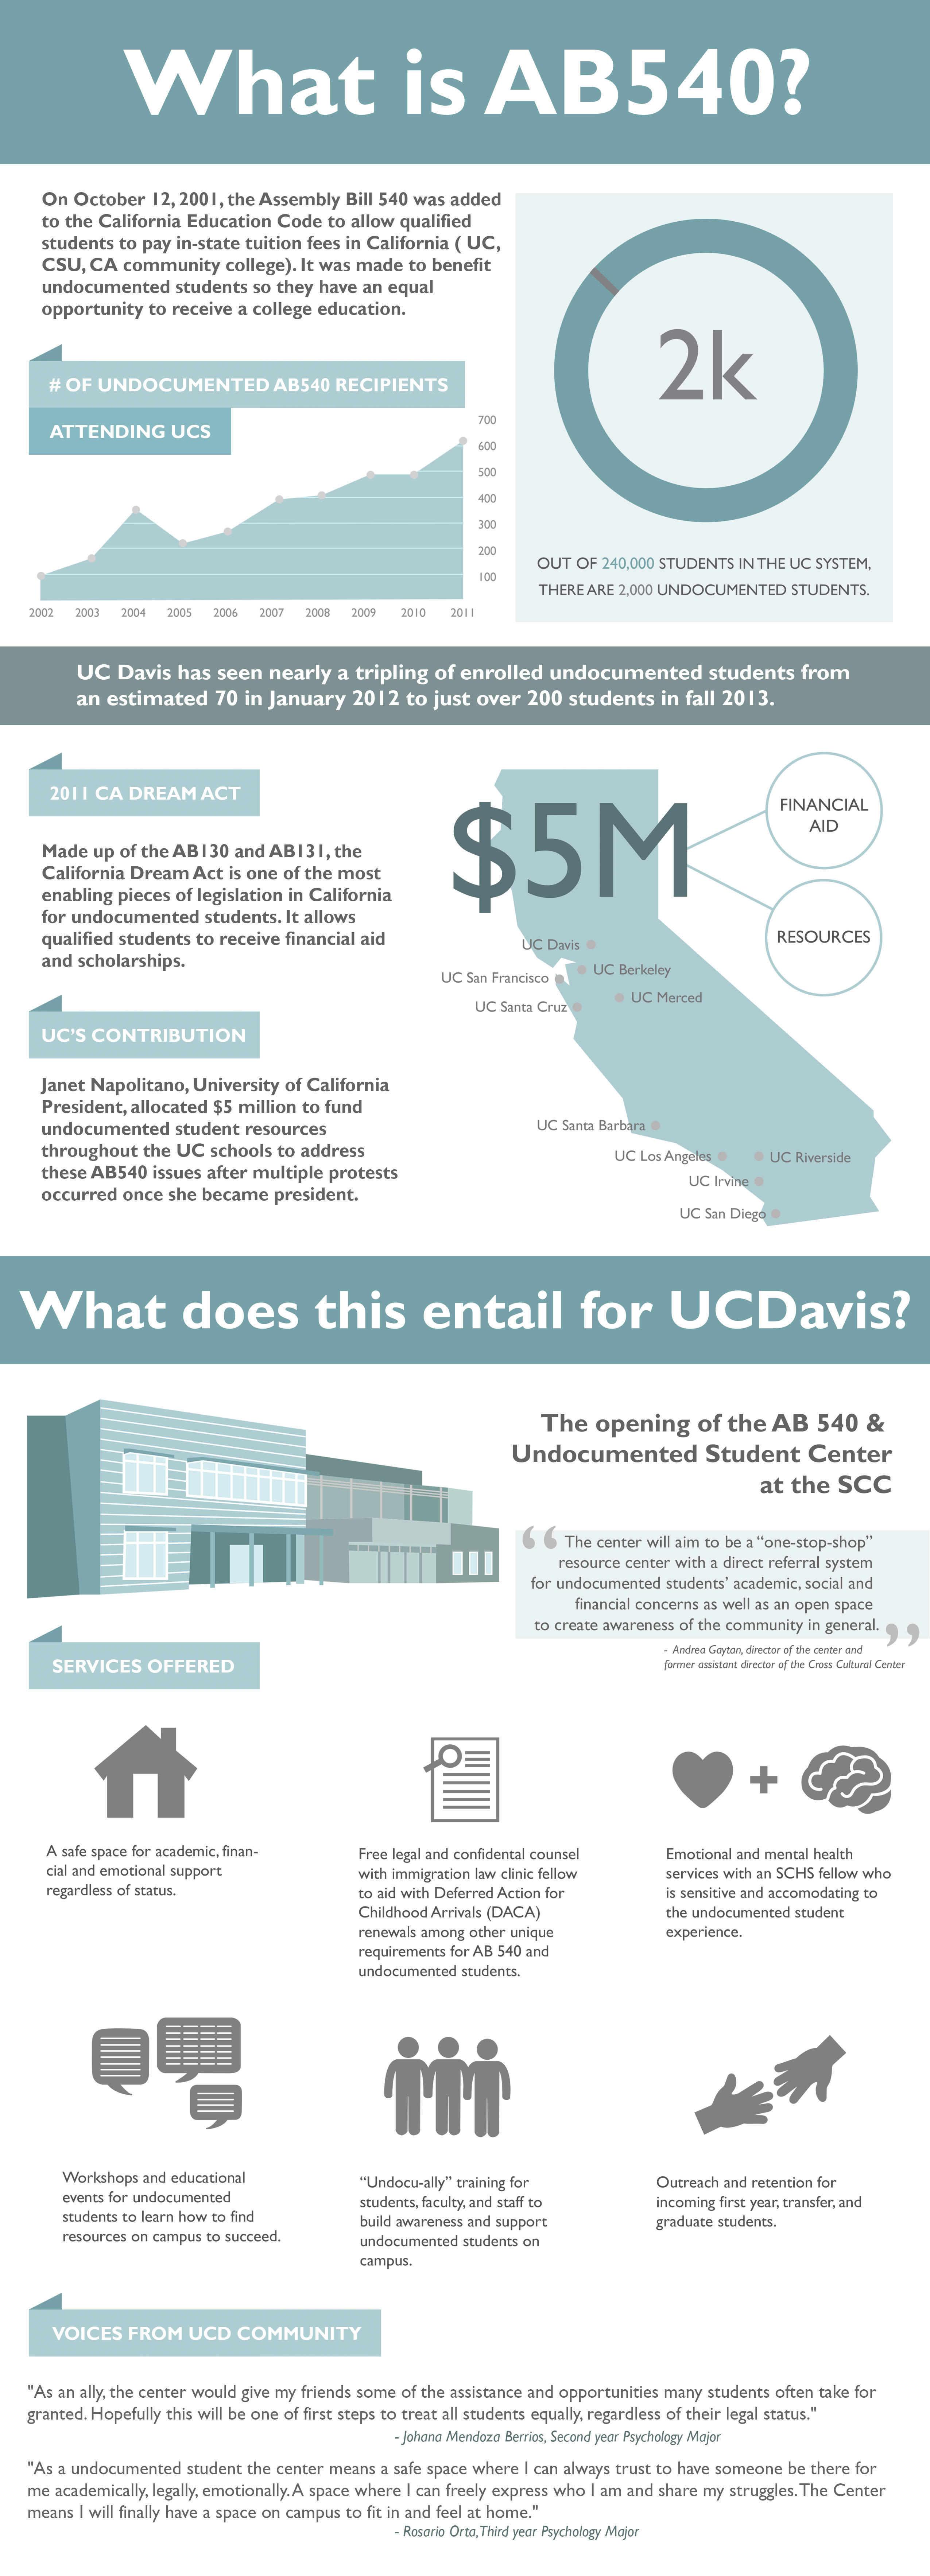 What is AB540?
On October 12, 2001, the Assembly Bill 540 was added
to the California Education Code to allow qualified
students to pay in-state tuition fees in California ( UC,
CSU, CA community college). It was made to benefit
undocumented students so they have an equal
opportunity to receive a college education.
# OF UNDOCUMENTED AB540 RECIPIENTS
ATTENDING UCS
700
600
500
400
300
200
100
2002 2003 2004 2005 2006 2007 2008 2009 2010 2011
2k
OUT OF 240,000 STUDENTS IN THE UC SYSTEM,
THERE ARE 2,000 UNDOCUMENTED STUDENTS.
UC Davis has seen nearly a tripling of enrolled undocumented students from
an estimated 70 in January 2012 to just over 200 students in fall 2013.
2011 CA DREAM ACT
Made up of the AB130 and AB131, the
California Dream Act is one of the most
enabling pieces of legislation in California
for undocumented students. It allows
qualified students to receive financial aid
and scholarships.
UC'S CONTRIBUTION
Janet Napolitano, University of California
President, allocated $5 million to fund
undocumented student resources
throughout the UC schools to address
these AB540 issues after multiple protests
occurred once she became president.
$5M
FINANCIAL
AID
RESOURCES
UC Davis
UC Berkeley
UC San Francisco
UC Merced
UC Santa Cruz
UC Santa Barbara
UC Los Angeles
UC Riverside
UC Irvine
UC San Diego
What does this entail for UCDavis?
The opening of the AB 540 &
Undocumented Student Center
at the SCC
“ The center will aim to be a “one-stop-shop”
resource center with a direct referral system
for undocumented students’ academic, social and
financial concerns as well as an open space
to create awareness of the community in general. ”
- Andrea Gaytan, director of the center and
former assistant director of the Cross Cultural Center
SERVICES OFFERED
A safe space for academic, finan-
cial and emotional support
regardless of status.
Free legal and confidental counsel
with immigration law clinic fellow
to aid with Deferred Action for
Childhood Arrivals (DACA)
renewals among other unique
requirements for AB 540 and
undocumented students.
Emotional and mental health
services with an SCHS fellow who
is sensitive and accomodating to
the undocumented student
experience.
Workshops and educational
events for undocumented
students to learn how to find
resources on campus to succeed.
“Undocu-ally” training for
students, faculty, and staff to
build awareness and support
undocumented students on
campus.
Outreach and retention for
incoming first year, transfer, and
graduate students.
VOICES FROM UCD COMMUNITY
"As an ally, the center would give my friends some of the assistance and opportunities many students often take for
granted. Hopefully this will be one of first steps to treat all students equally, regardless of their legal status."
- Johana Mendoza Berrios, Second year Psychology Major
"As a undocumented student the center means a safe space where I can always trust to have someone be there for
me academically, legally, emotionally. A space where I can freely express who I am and share my struggles. The Center
means I will finally have a space on campus to fit in and feel at home."
- Rosario Orta, Third year Psychology Major